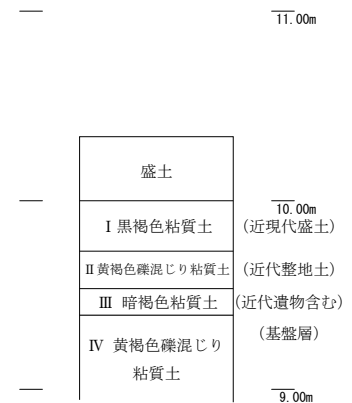 11.00m
盛土
10.00m
Ⅰ 黒褐色粘質土 (近現代盛土)
Ⅱ 黄褐色礫混じり粘質土 (近代整地土)
Ⅲ 暗褐色粘質土 (近代遺物含む)
(基盤層)
Ⅳ 黄褐色礫混じり
粘質土
9.00m